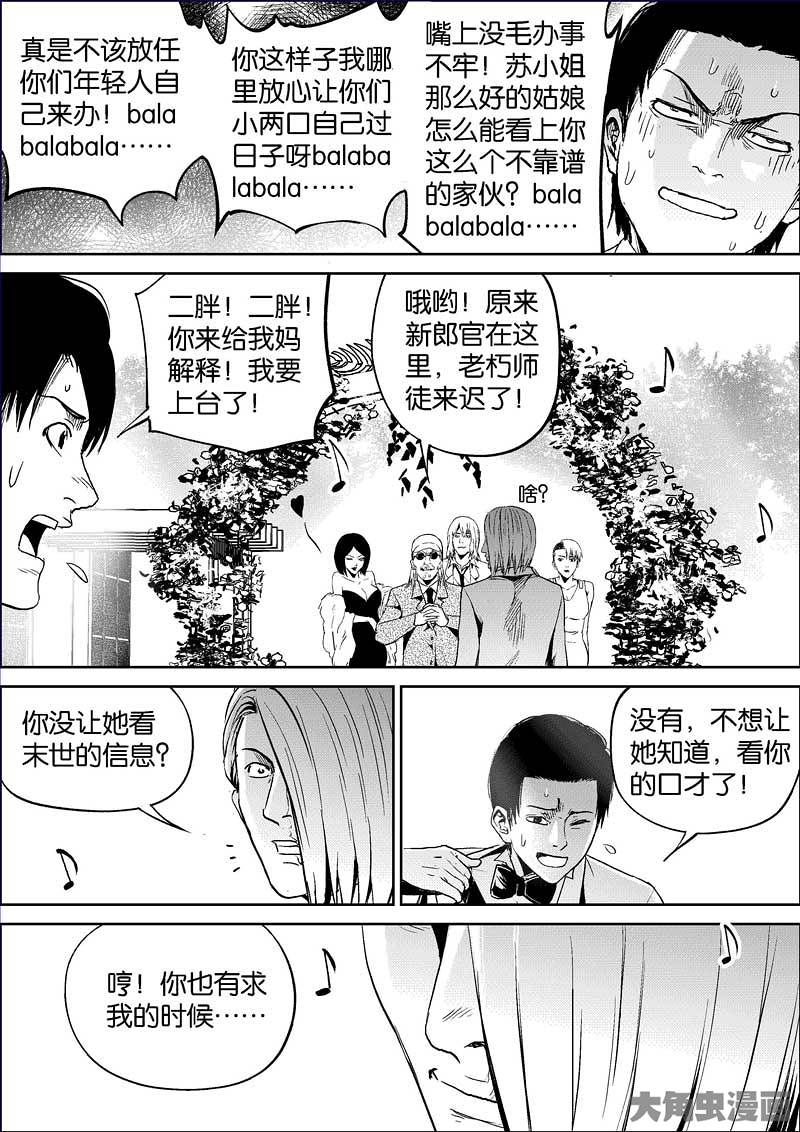 真是不该放任
你们年轻人自
己来办！bala
balabala……
你这样子我哪
里放心让你们
小两口自己过
日子呀balaba
labala……
嘴上没毛办事
不牢！苏小姐
那么好的姑娘
怎么能看上你
这么个不靠谱
的家伙？bala
balabala……
二胖！二胖！
你来给我妈
解释！我要
上台了！
哦哟！原来
新郎官在这
里，老朽师
徒来迟了！
啥？
你没让她看
末世的信息？
没有，不想让
她知道，看你
的口才了！
哼！你也有求
我的时候……
大角虫漫画